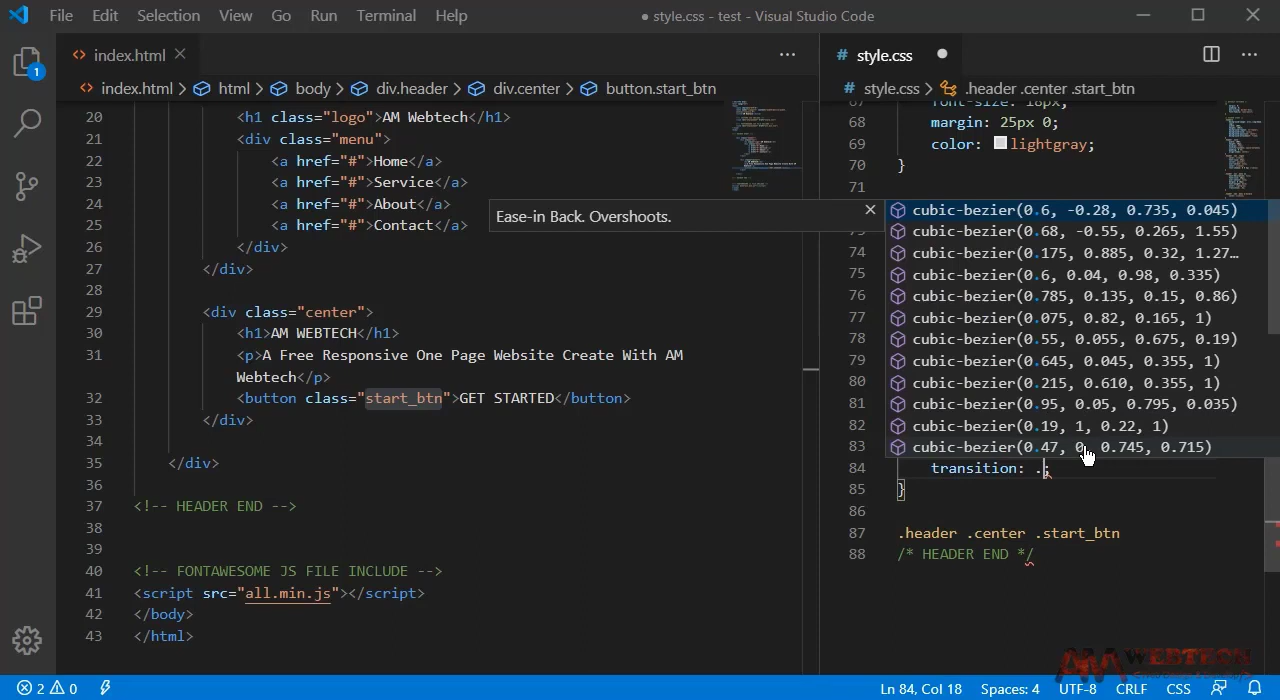 File Edit Selection View Go Run Terminal Help
● style.css - test - Visual Studio Code
index.html
style.css
index.html > html > body > div.header > div.center > button.start_btn
style.css > .header .center .start_btn
20 <h1 class="logo">AM Webtech</h1>
21 <div class="menu">
22 <a href="#">Home</a>
23 <a href="#">Service</a>
24 <a href="#">About</a>
25 <a href="#">Contact</a>
26 </div>
27 </div>
28
29 <div class="center">
30 <h1>AM WEBTECH</h1>
31 <p>A Free Responsive One Page Website Create With AM
Webtech</p>
32 <button class="start_btn">GET STARTED</button>
33 </div>
34
35 </div>
36
37 <!-- HEADER END -->
38
39
40 <!-- FONTAWESOME JS FILE INCLUDE -->
41 <script src="all.min.js"></script>
42 </body>
43 </html>
67 font-size: 18px;
68 margin: 25px 0;
69 color: lightgray;
70 }
71
Ease-in Back. Overshoots.
cubic-bezier(0.6, -0.28, 0.735, 0.045)
cubic-bezier(0.68, -0.55, 0.265, 1.55)
74 cubic-bezier(0.175, 0.885, 0.32, 1.27…
75 cubic-bezier(0.6, 0.04, 0.98, 0.335)
76 cubic-bezier(0.785, 0.135, 0.15, 0.86)
77 cubic-bezier(0.075, 0.82, 0.165, 1)
78 cubic-bezier(0.55, 0.055, 0.675, 0.19)
79 cubic-bezier(0.645, 0.045, 0.355, 1)
80 cubic-bezier(0.215, 0.610, 0.355, 1)
81 cubic-bezier(0.95, 0.05, 0.795, 0.035)
82 cubic-bezier(0.19, 1, 0.22, 1)
83 cubic-bezier(0.47, 0, 0.745, 0.715)
84 transition: .;
85 }
86
87 .header .center .start_btn
88 /* HEADER END */
1
AM WEBTECH
2 0
Ln 84, Col 18 Spaces: 4 UTF-8 CRLF CSS